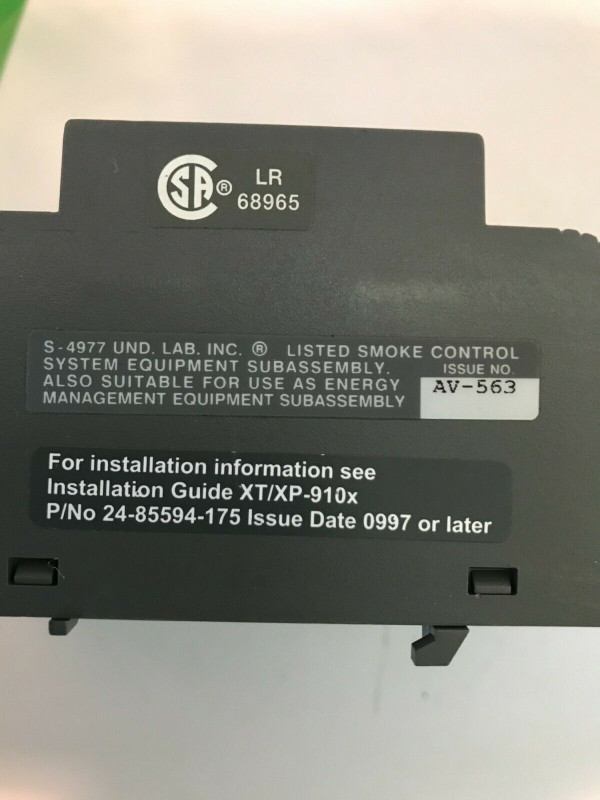 SA ® LR
68965
S-4977 UND. LAB. INC. ® LISTED SMOKE CONTROL
SYSTEM EQUIPMENT SUBASSEMBLY. ISSUE NO.
ALSO SUITABLE FOR USE AS ENERGY AV-563
MANAGEMENT EQUIPMENT SUBASSEMBLY
For installation information see
Installation Guide XT/XP-910x
P/No 24-85594-175 Issue Date 0997 or later